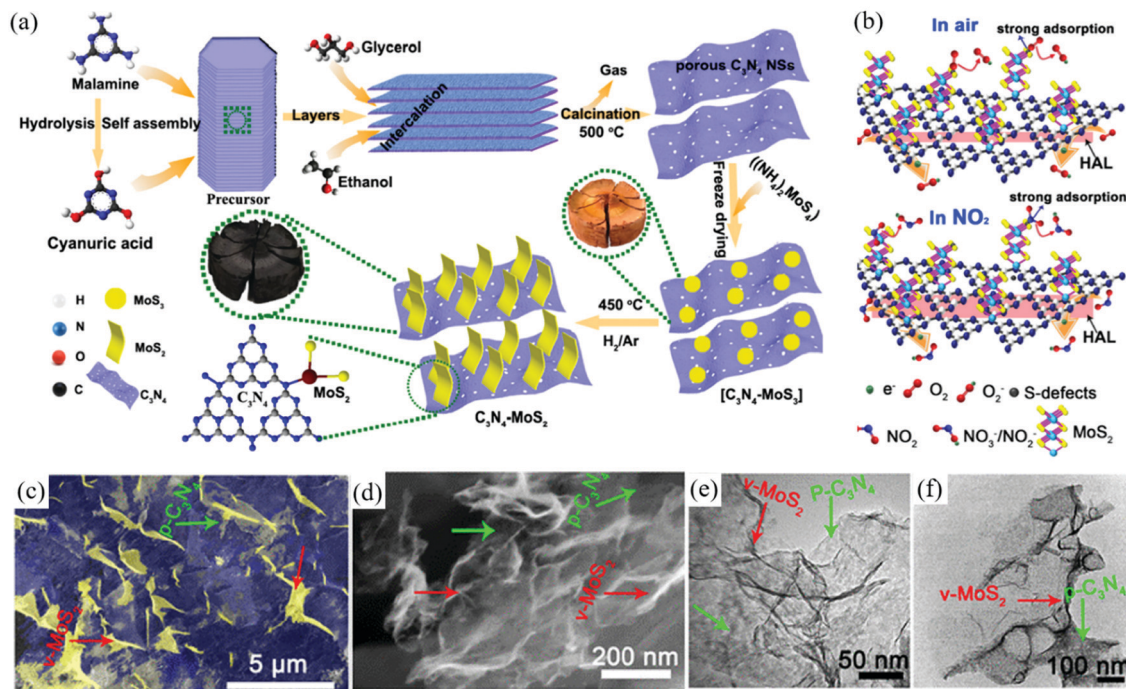 (a)
Malamine
Hydrolysis Self assembly
Cyanuric acid
Precursor
Layers
Glycerol
Ethanol
Intercalation
Gas
Calcination
500 °C
porous C₃N₄ NSs
Freeze drying
((NH₄)₂MoS₄)
[C₃N₄-MoS₃]
450 °C
H₂/Ar
C₃N₄-MoS₂
C₃N₄
MoS₂
H
N
O
C
MoS₃
MoS₂
C₃N₄
(b)
In air
strong adsorption
HAL
In NO₂
strong adsorption
HAL
e⁻
O₂
O₂⁻
S-defects
NO₂
NO₃⁻/NO₂⁻
MoS₂
(c)
p-C₃N₄
v-MoS₂
5 μm
(d)
p-C₃N₄
v-MoS₂
200 nm
(e)
v-MoS₂
P-C₃N₄
50 nm
(f)
v-MoS₂
p-C₃N₄
100 nm